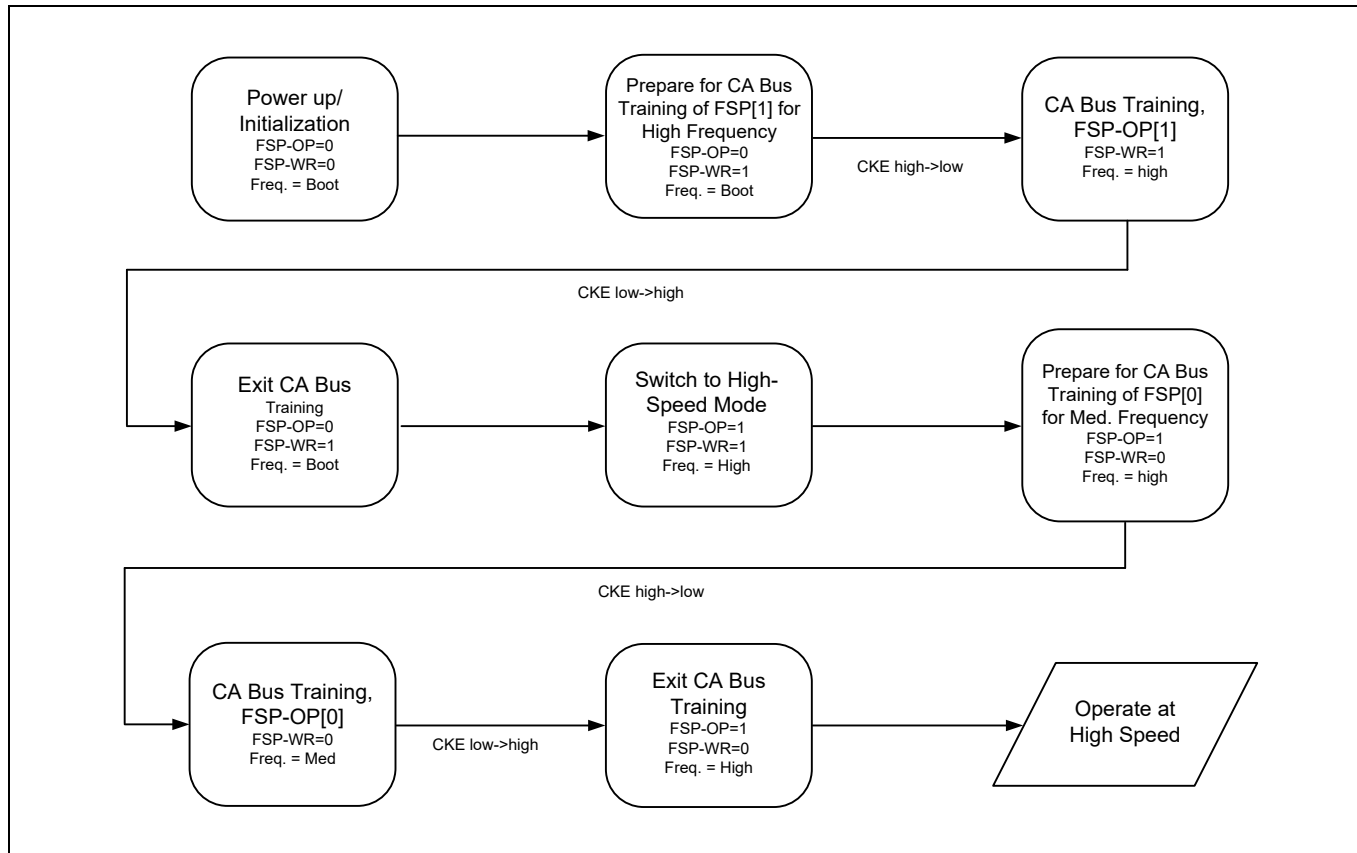 Power up/
Initialization
FSP-OP=0
FSP-WR=0
Freq. = Boot
Prepare for CA Bus
Training of FSP[1] for
High Frequency
FSP-OP=0
FSP-WR=1
Freq. = Boot
CKE high->low
CA Bus Training,
FSP-OP[1]
FSP-WR=1
Freq. = high
CKE low->high
Exit CA Bus
Training
FSP-OP=0
FSP-WR=1
Freq. = Boot
Switch to High-
Speed Mode
FSP-OP=1
FSP-WR=1
Freq. = High
Prepare for CA Bus
Training of FSP[0]
for Med. Frequency
FSP-OP=1
FSP-WR=0
Freq. = high
CKE high->low
CA Bus Training,
FSP-OP[0]
FSP-WR=0
Freq. = Med
CKE low->high
Exit CA Bus
Training
FSP-OP=1
FSP-WR=0
Freq. = High
Operate at
High Speed